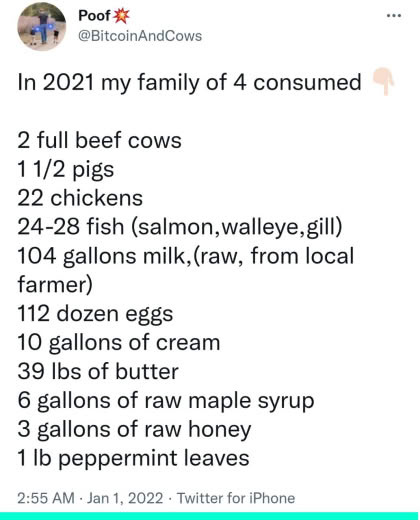 Poof💥
@BitcoinAndCows
In 2021 my family of 4 consumed 👇🏻
2 full beef cows
1 1/2 pigs
22 chickens
24-28 fish (salmon,walleye,gill)
104 gallons milk,(raw, from local
farmer)
112 dozen eggs
10 gallons of cream
39 lbs of butter
6 gallons of raw maple syrup
3 gallons of raw honey
1 lb peppermint leaves
2:55 AM · Jan 1, 2022 · Twitter for iPhone